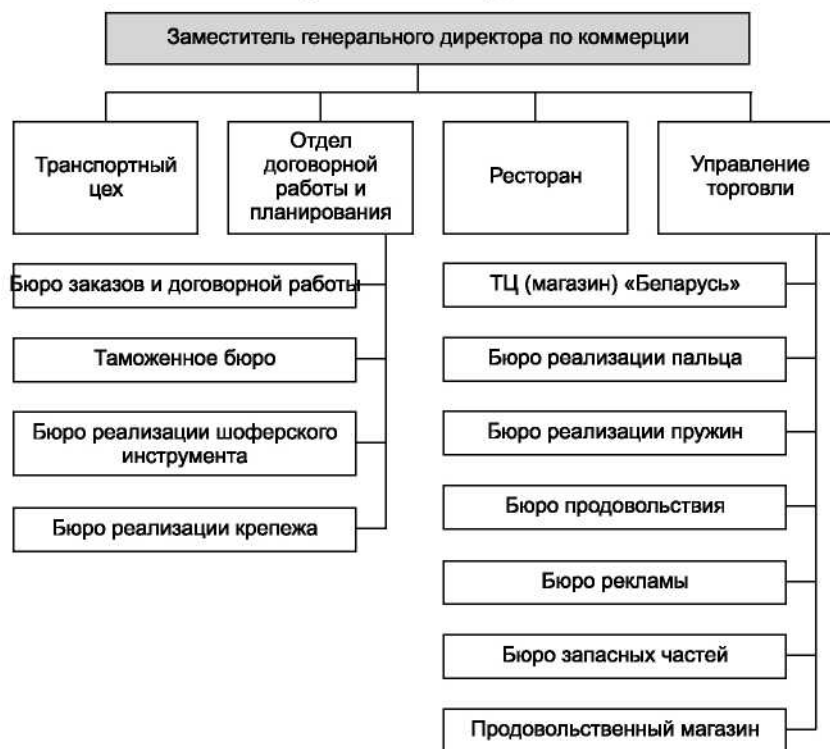 Заместитель генерального директора по коммерции
Транспортный
цех
Отдел
договорной
работы и
планирования
Ресторан
Управление
торговли
Бюро заказов и договорной работы
Таможенное бюро
Бюро реализации шоферского
инструмента
Бюро реализации крепежа
ТЦ (магазин) «Беларусь»
Бюро реализации пальца
Бюро реализации пружин
Бюро продовольствия
Бюро рекламы
Бюро запасных частей
Продовольственный магазин